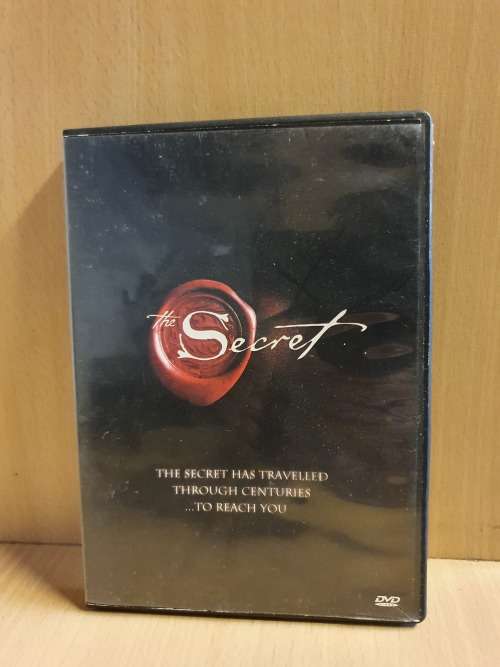 the Secret
THE SECRET HAS TRAVELLED
THROUGH CENTURIES
...TO REACH YOU
DVD